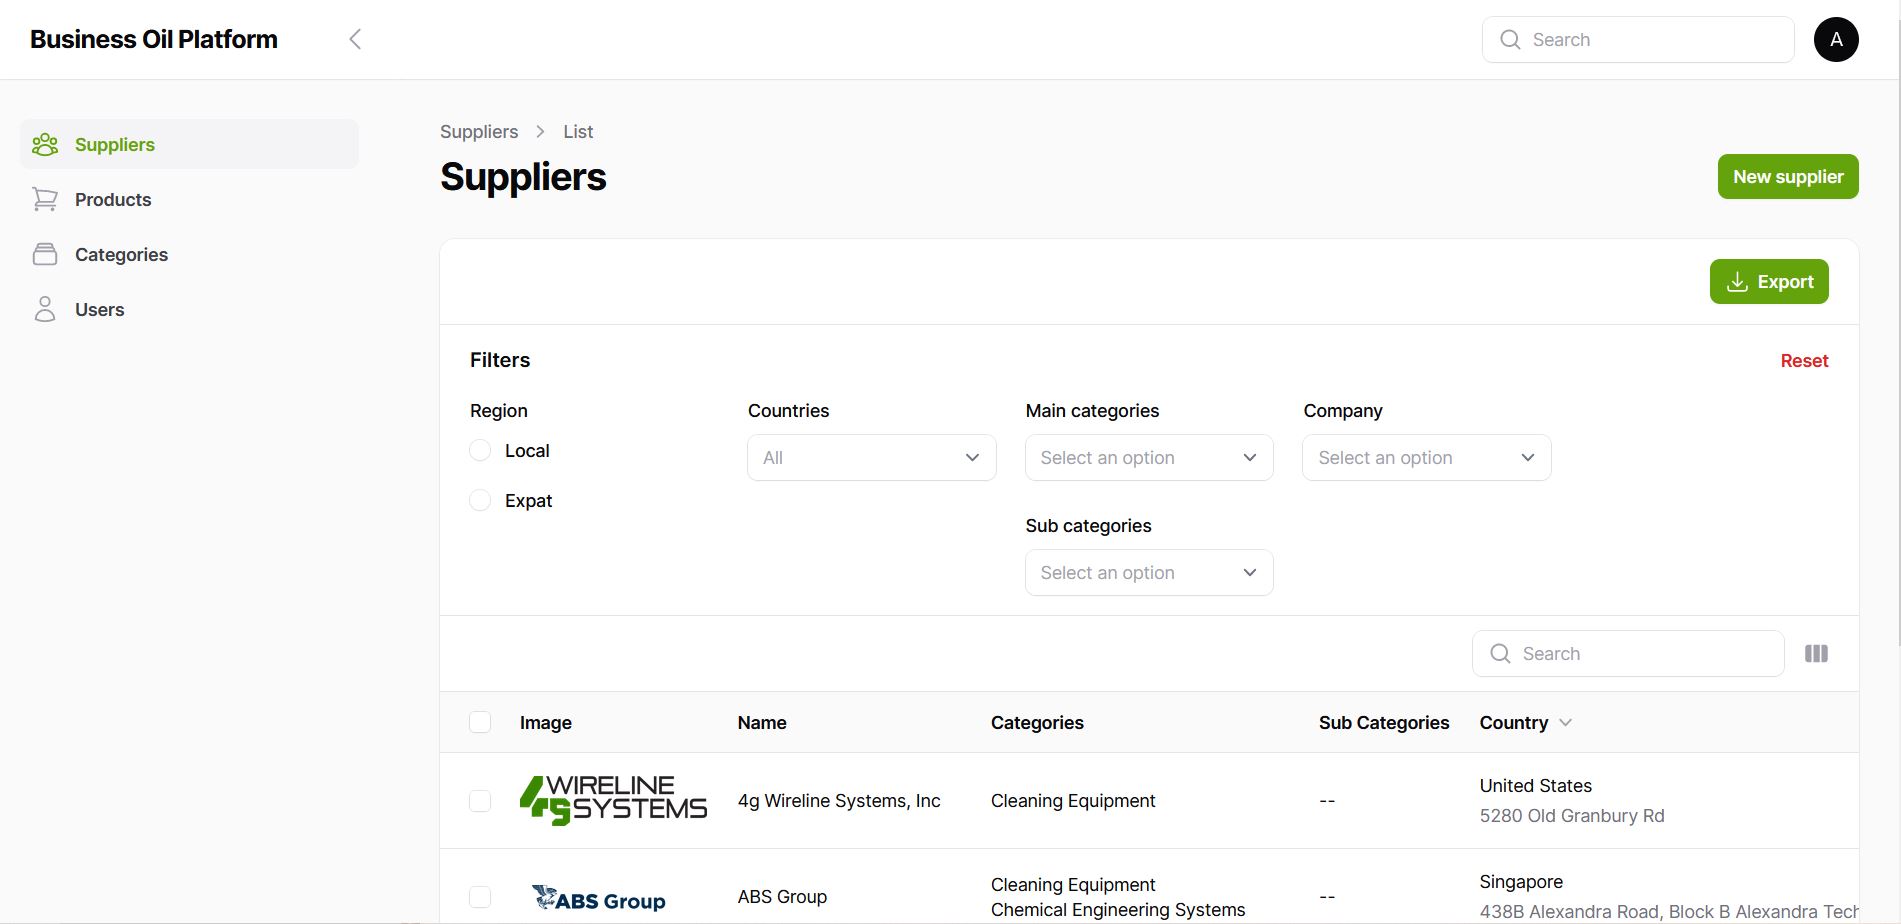 Business Oil Platform
Search
A
Suppliers
Products
Categories
Users
Suppliers > List
Suppliers
New supplier
Export
Filters
Reset
Region
Local
Expat
Countries
All
Main categories
Select an option
Sub categories
Select an option
Company
Select an option
Search
Image Name Categories Sub Categories Country
4G WIRELINE
SYSTEMS
4g Wireline Systems, Inc
Cleaning Equipment
--
United States
5280 Old Granbury Rd
ABS Group
ABS Group
Cleaning Equipment
Chemical Engineering Systems
--
Singapore
438B Alexandra Road, Block B Alexandra Tech